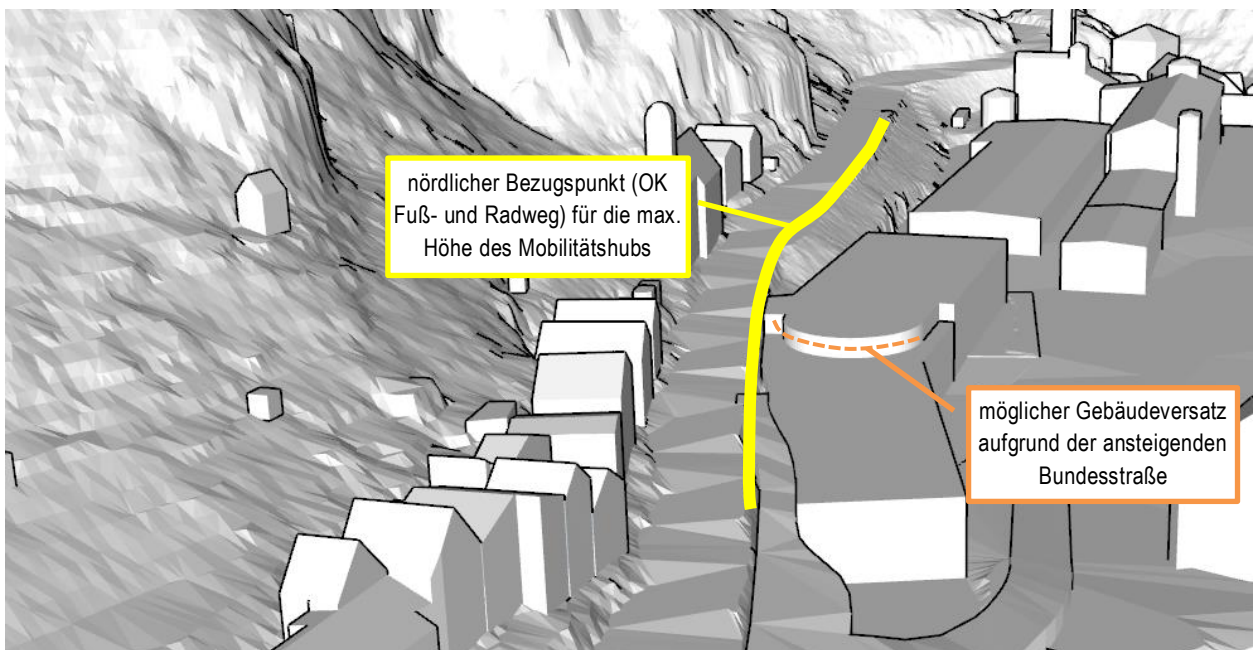 nördlicher Bezugspunkt (OK
Fuß- und Radweg) für die max.
Höhe des Mobilitätshubs
möglicher Gebäudeversatz
aufgrund der ansteigenden
Bundesstraße